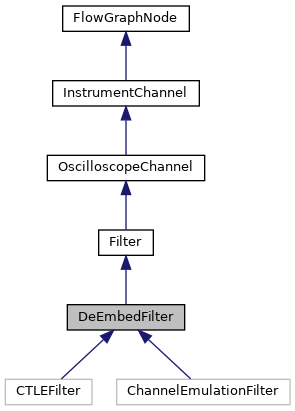 FlowGraphNode
InstrumentChannel
OscilloscopeChannel
Filter
DeEmbedFilter
CTLEFilter
ChannelEmulationFilter